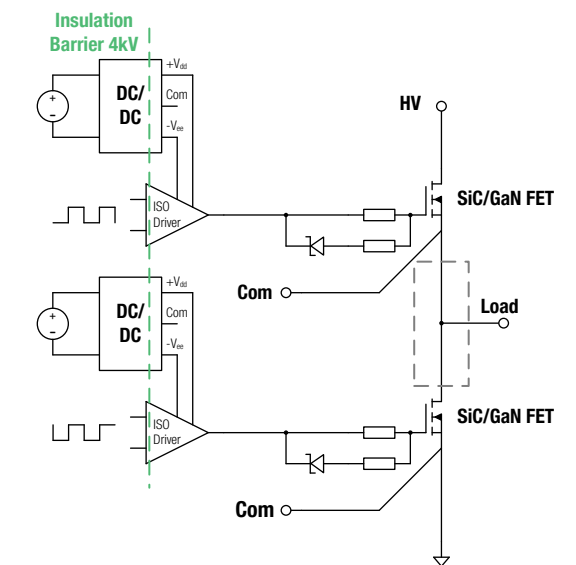 Insulation
Barrier 4kV
DC/
DC
+Vdd
Com
-Vee
ISO
Driver
HV
SiC/GaN FET
Com
DC/
DC
+Vdd
Com
-Vee
Load
ISO
Driver
SiC/GaN FET
Com